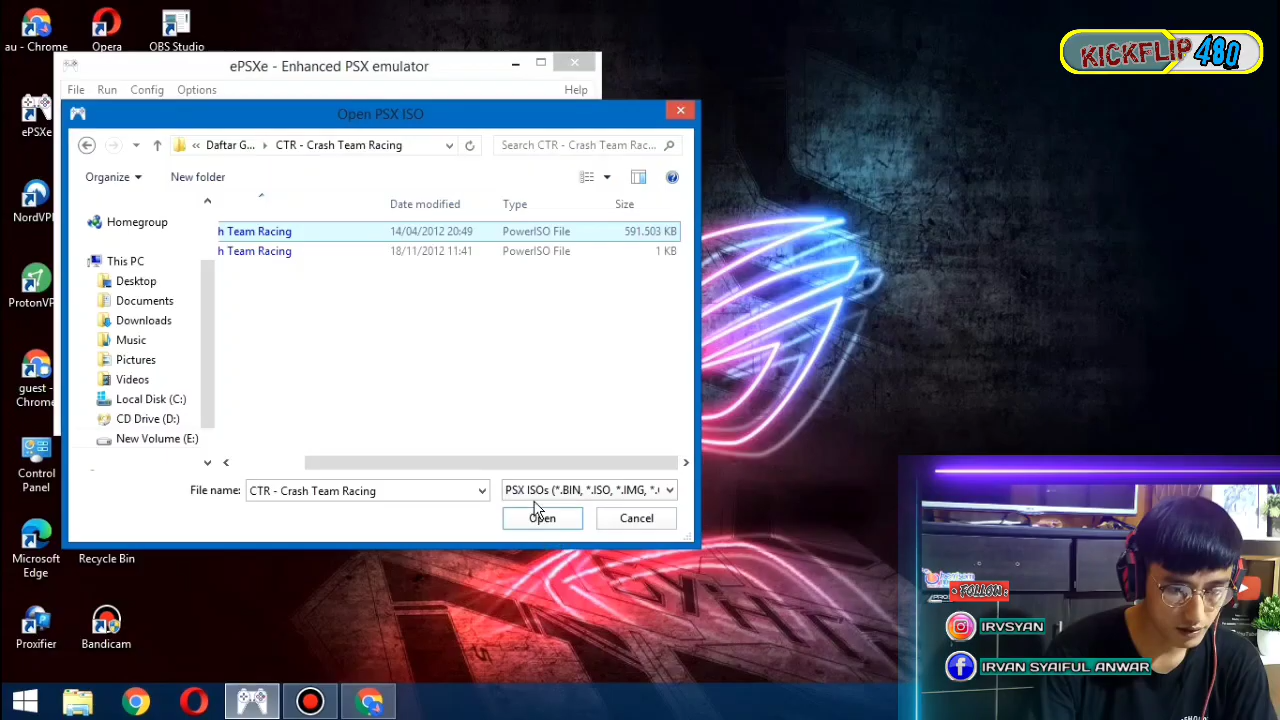 au - Chrome
Opera
OBS Studio
KICKFLIP 480
ePSXe - Enhanced PSX emulator
File Run Config Options Help
ePSXe
Open PSX ISO
« Daftar G... CTR - Crash Team Racing
Search CTR - Crash Team Rac...
Organize
New folder
Date modified Type Size
h Team Racing 14/04/2012 20:49 PowerISO File 591.503 KB
h Team Racing 18/11/2012 11:41 PowerISO File 1 KB
Homegroup
This PC
Desktop
Documents
Downloads
Music
Pictures
Videos
Local Disk (C:)
CD Drive (D:)
New Volume (E:)
NordVP
ProtonVP
guest -
Chrome
Control
Panel
File name: CTR - Crash Team Racing
PSX ISOs (*.BIN, *.ISO, *.IMG, *.
Open
Cancel
Microsoft
Edge
Recycle Bin
Proxifier
Bandicam
FOLLOW :
IRVSYAN
IRVAN SYAIFUL ANWAR